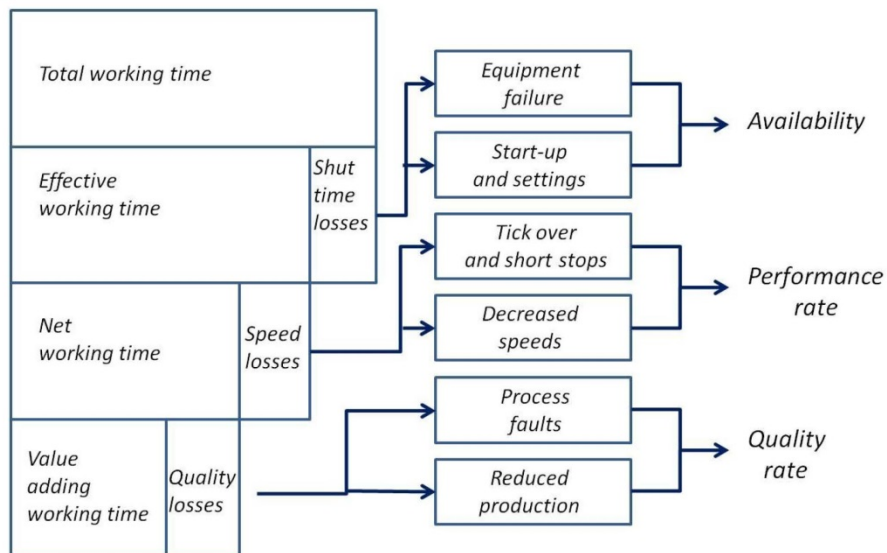 Total working time
Effective
working time
Shut
time
losses
Net
working time
Speed
losses
Value
adding
working time
Quality
losses
Equipment
failure
Start-up
and settings
Tick over
and short stops
Decreased
speeds
Process
faults
Reduced
production
Availability
Performance
rate
Quality
rate